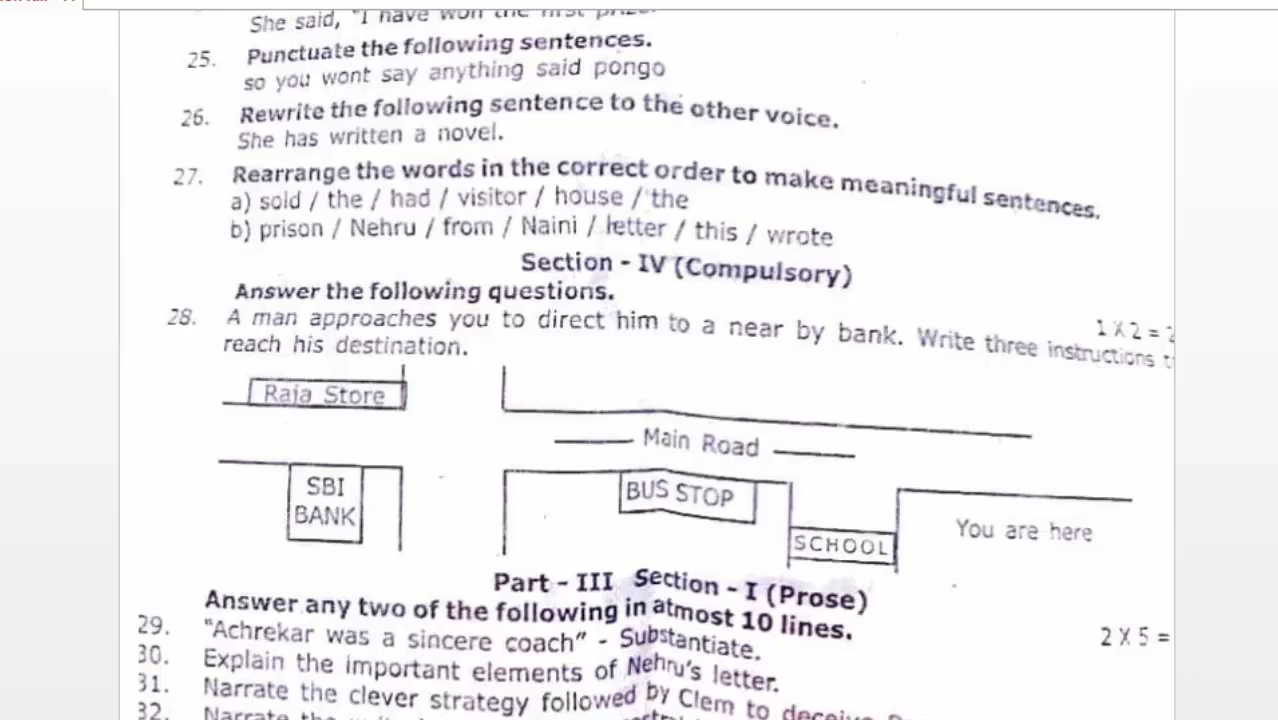 She said, "I have won the first prize.
25. Punctuate the following sentences.
so you wont say anything said pongo
26. Rewrite the following sentence to the other voice.
She has written a novel.
27. Rearrange the words in the correct order to make meaningful sentences.
a) sold / the / had / visitor / house / the
b) prison / Nehru / from / Naini / letter / this / wrote
Section - IV (Compulsory)
Answer the following questions.
1 X 2 = 2
28. A man approaches you to direct him to a near by bank. Write three instructions
reach his destination.
Raja Store
Main Road
SBI
BANK
BUS STOP
SCHOOL
You are here
Part - III Section - I (Prose)
Answer any two of the following in atmost 10 lines.
2 X 5 =
29. "Achrekar was a sincere coach" - Substantiate.
30. Explain the important elements of Nehru's letter.
31. Narrate the clever strategy followed by Clem to deceive
32. Narrate the